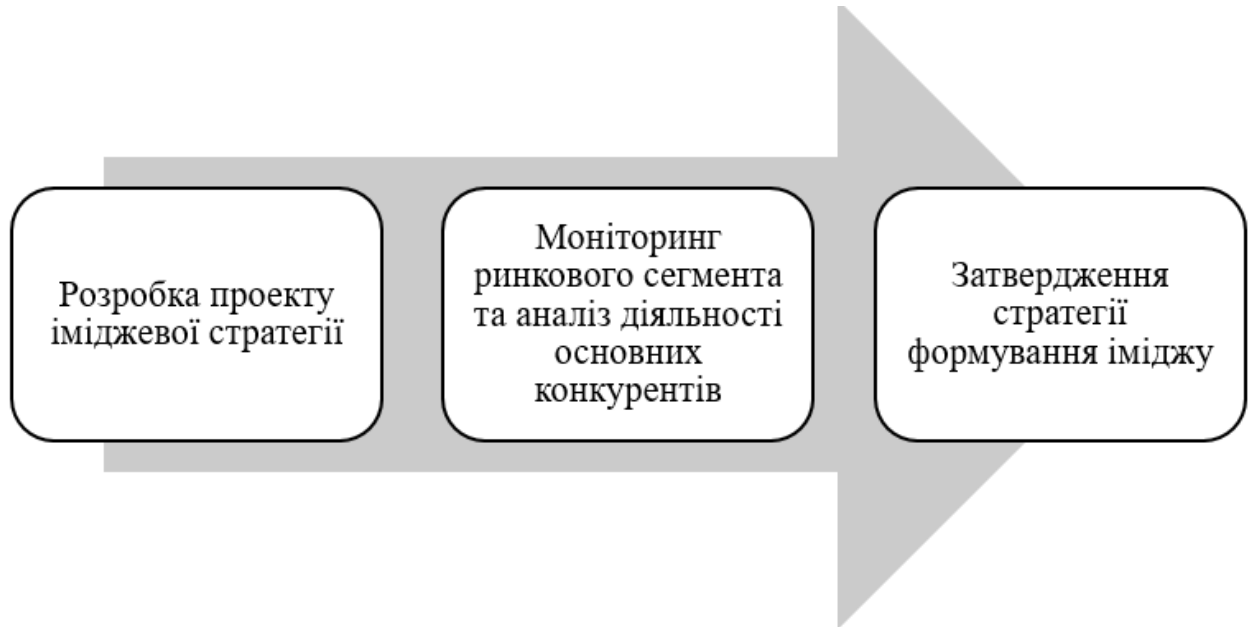 Розробка проекту
іміджевої стратегії
Моніторинг
ринкового сегмента
та аналіз діяльності
основних
конкурентів
Затвердження
стратегії
формування іміджу